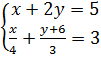 x + 2y = 5
x/4 + (y+6)/3 = 3